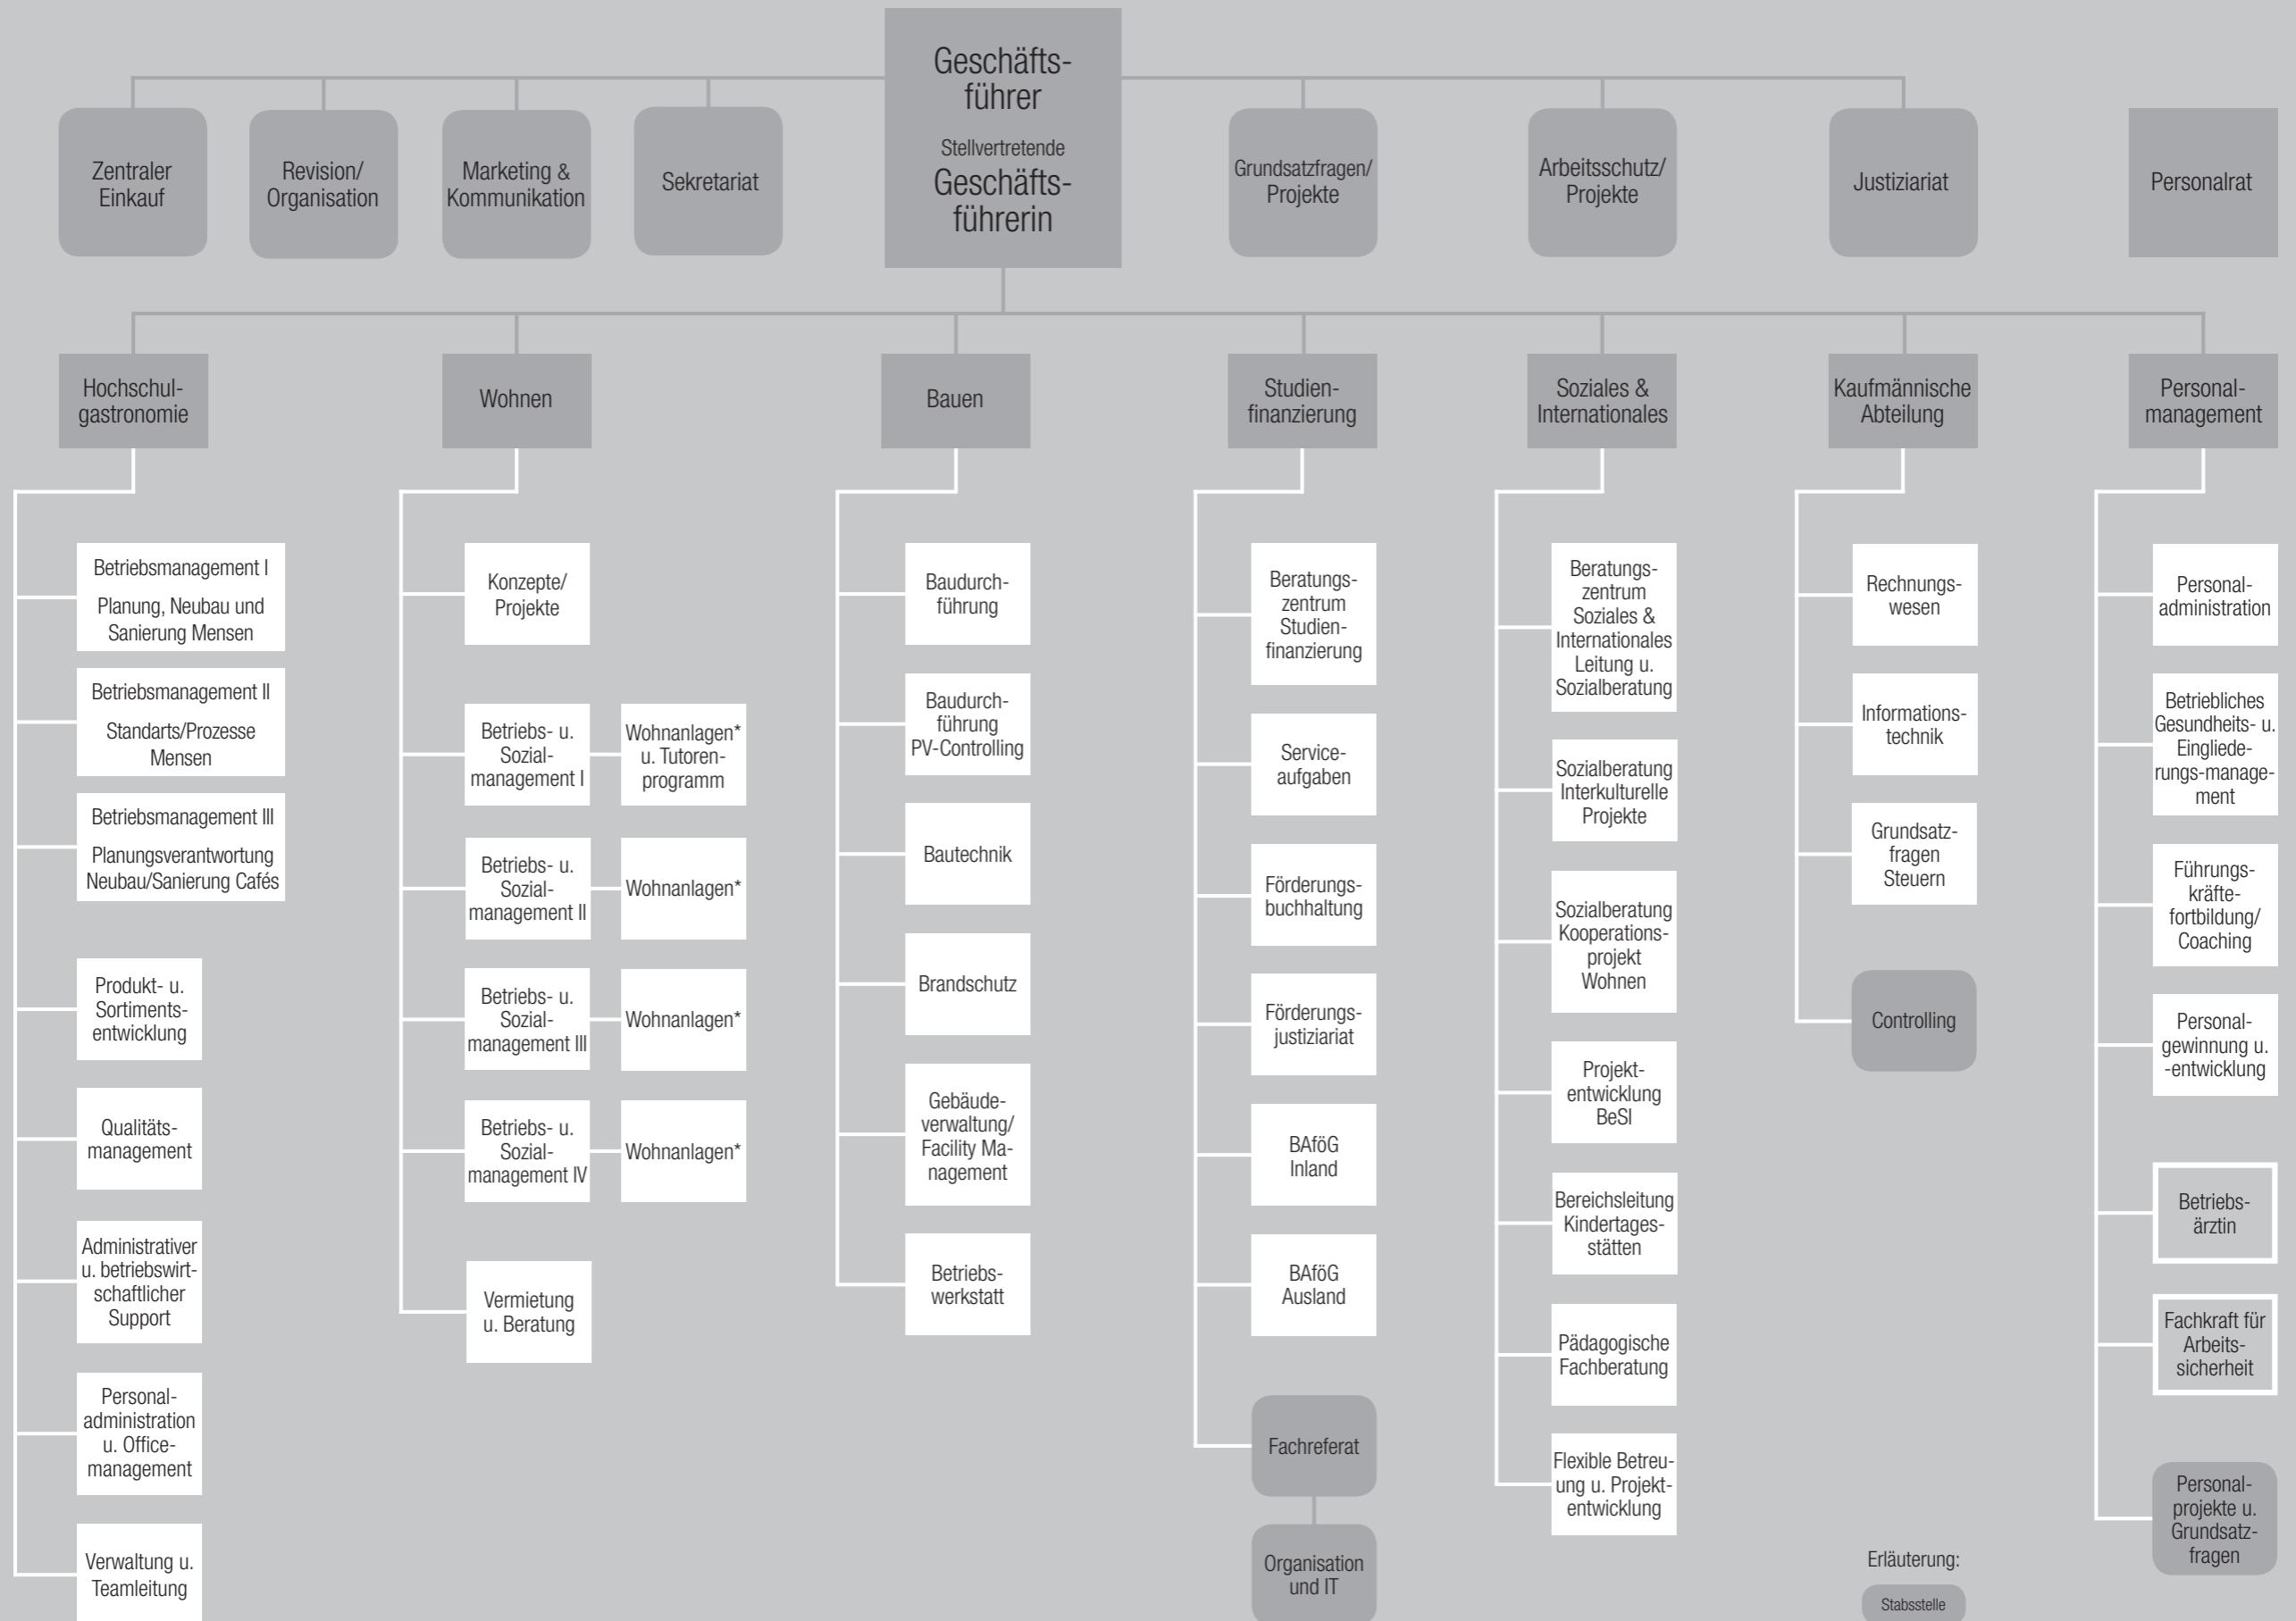 Geschäfts-
führer
Stellvertretende
Geschäfts-
führerin
Zentraler
Einkauf
Revision/
Organisation
Marketing &
Kommunikation
Sekretariat
Grundsatzfragen/
Projekte
Arbeitsschutz/
Projekte
Justiziariat
Personalrat
Hochschul-
gastronomie
Wohnen
Bauen
Studien-
finanzierung
Soziales &
Internationales
Kaufmännische
Abteilung
Personal-
management
Betriebsmanagement I
Planung, Neubau und
Sanierung Mensen
Betriebsmanagement II
Standarts/Prozesse
Mensen
Betriebsmanagement III
Planungsverantwortung
Neubau/Sanierung Cafés
Produkt- u.
Sortiments-
entwicklung
Qualitäts-
management
Administrativer
u. betriebswirt-
schaftlicher
Support
Personal-
administration
u. Office-
management
Verwaltung u.
Teamleitung
Konzepte/
Projekte
Betriebs- u.
Sozial-
management I
Wohnanlagen*
u. Tutoren-
programm
Betriebs- u.
Sozial-
management II
Wohnanlagen*
Betriebs- u.
Sozial-
management III
Wohnanlagen*
Betriebs- u.
Sozial-
management IV
Wohnanlagen*
Vermietung
u. Beratung
Baudurch-
führung
Baudurch-
führung
PV-Controlling
Bautechnik
Brandschutz
Gebäude-
verwaltung/
Facility Ma-
nagement
Betriebs-
werkstatt
Beratungs-
zentrum
Studien-
finanzierung
Service-
aufgaben
Förderungs-
buchhaltung
Förderungs-
justiziariat
BAföG
Inland
BAföG
Ausland
Fachreferat
Organisation
und IT
Beratungs-
zentrum
Soziales &
Internationales
Leitung u.
Sozialberatung
Sozialberatung
Interkulturelle
Projekte
Sozialberatung
Kooperations-
projekt
Wohnen
Projekt-
entwicklung
BeSI
Bereichsleitung
Kindertages-
stätten
Pädagogische
Fachberatung
Flexible Betreu-
ung u. Projekt-
entwicklung
Rechnungs-
wesen
Informations-
technik
Grundsatz-
fragen
Steuern
Controlling
Personal-
administration
Betriebliches
Gesundheits- u.
Eingliede-
rungs-manage-
ment
Führungs-
kräfte-
fortbildung/
Coaching
Personal-
gewinnung u.
-entwicklung
Betriebs-
ärztin
Fachkraft für
Arbeits-
sicherheit
Personal-
projekte u.
Grundsatz-
fragen
Erläuterung:
Stabsstelle